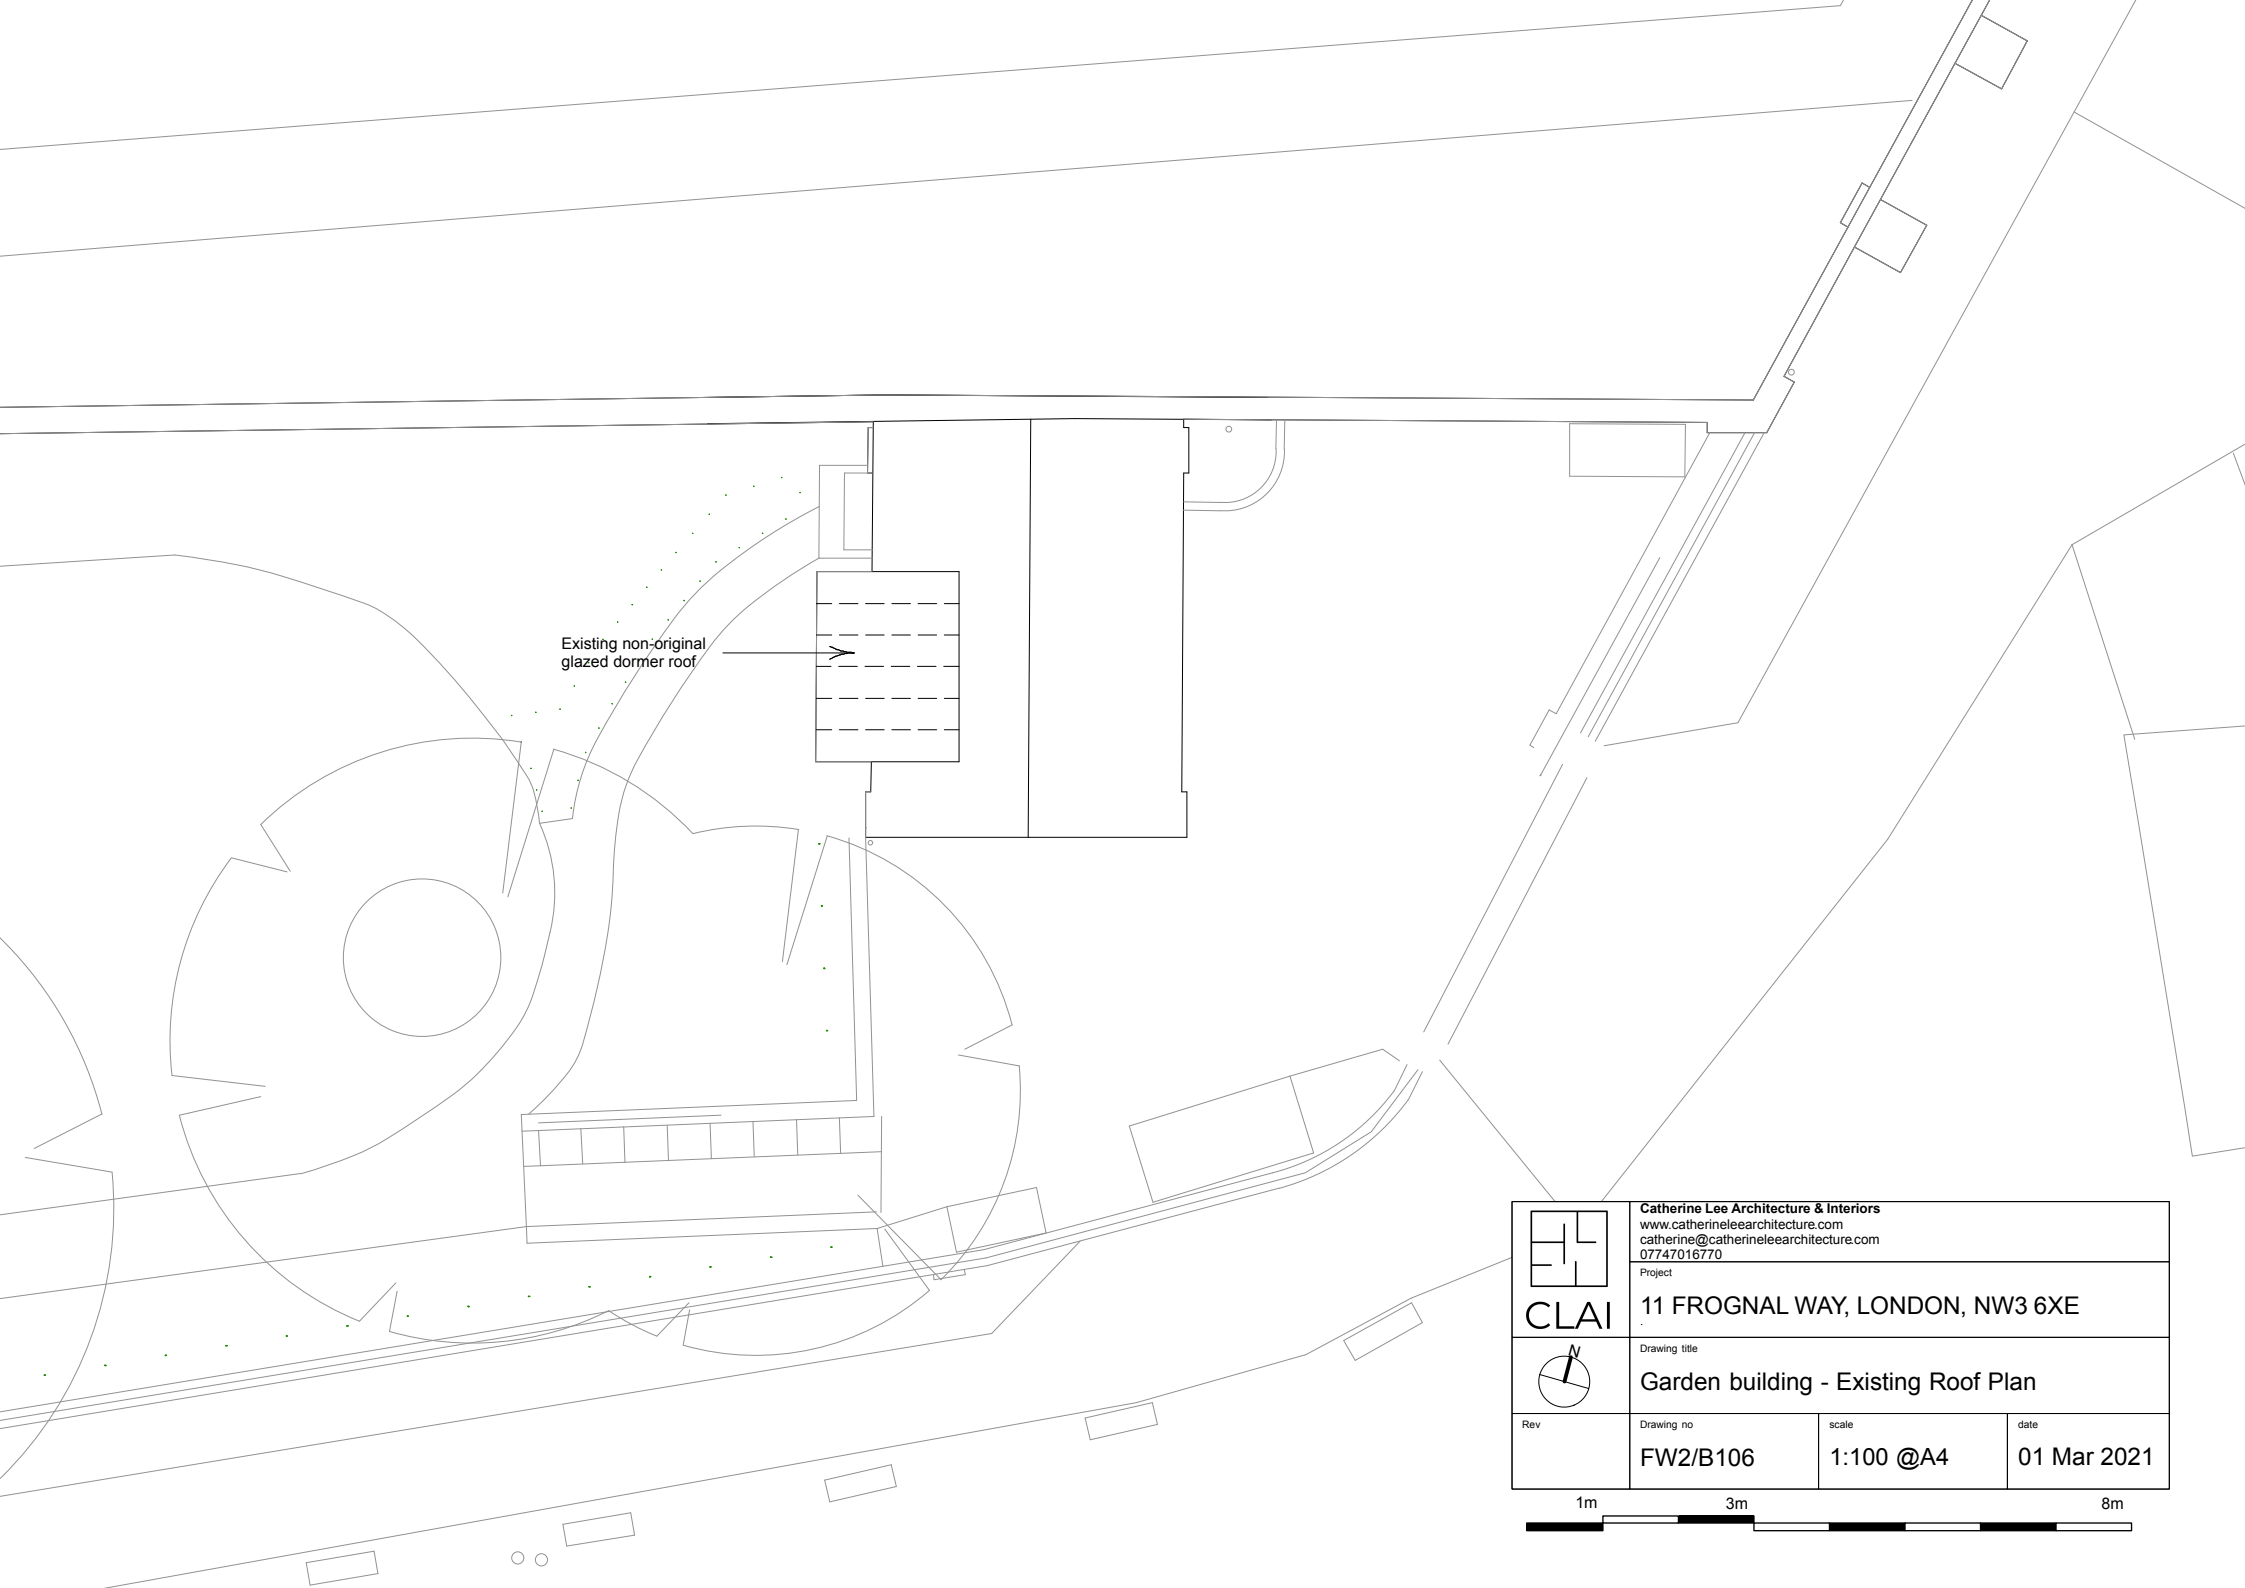 Existing non-original
glazed dormer roof
Catherine Lee Architecture & Interiors
www.catherineleearchitecture.com
catherine@catherineleearchitecture.com
07747016770
Project
11 FROGNAL WAY, LONDON, NW3 6XE
CLAI
N
Drawing title
Garden building - Existing Roof Plan
Rev
Drawing no
FW2/B106
scale
1:100 @A4
date
01 Mar 2021
1m 3m 8m